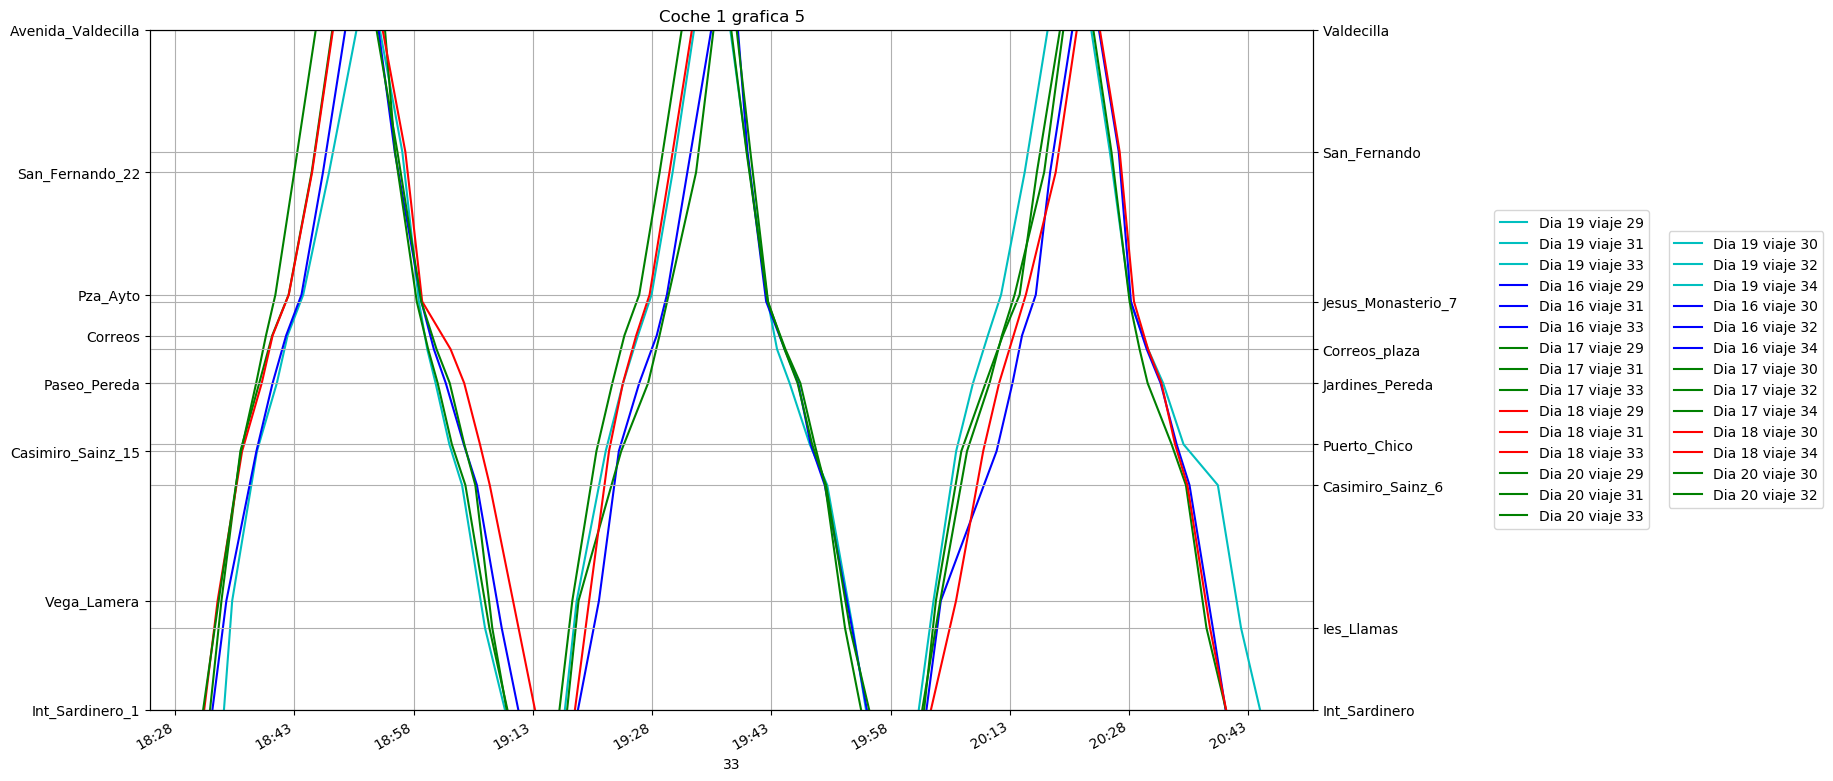 Coche 1 grafica 5
Avenida_Valdecilla
San_Fernando_22
Pza_Ayto
Correos
Paseo_Pereda
Casimiro_Sainz_15
Vega_Lamera
Int_Sardinero_1
Valdecilla
San_Fernando
Jesus_Monasterio_7
Correos_plaza
Jardines_Pereda
Puerto_Chico
Casimiro_Sainz_6
Ies_Llamas
Int_Sardinero
18:28
18:43
18:58
19:13
19:28
19:43
19:58
20:13
20:28
20:43
33
Dia 19 viaje 29
Dia 19 viaje 31
Dia 19 viaje 33
Dia 16 viaje 29
Dia 16 viaje 31
Dia 16 viaje 33
Dia 17 viaje 29
Dia 17 viaje 31
Dia 17 viaje 33
Dia 18 viaje 29
Dia 18 viaje 31
Dia 18 viaje 33
Dia 20 viaje 29
Dia 20 viaje 31
Dia 20 viaje 33
Dia 19 viaje 30
Dia 19 viaje 32
Dia 19 viaje 34
Dia 16 viaje 30
Dia 16 viaje 32
Dia 16 viaje 34
Dia 17 viaje 30
Dia 17 viaje 32
Dia 17 viaje 34
Dia 18 viaje 30
Dia 18 viaje 34
Dia 20 viaje 30
Dia 20 viaje 32